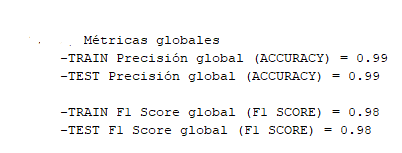 Métricas globales
-TRAIN Precisión global (ACCURACY) = 0.99
-TEST Precisión global (ACCURACY) = 0.99
-TRAIN F1 Score global (F1 SCORE) = 0.98
-TEST F1 Score global (F1 SCORE) = 0.98